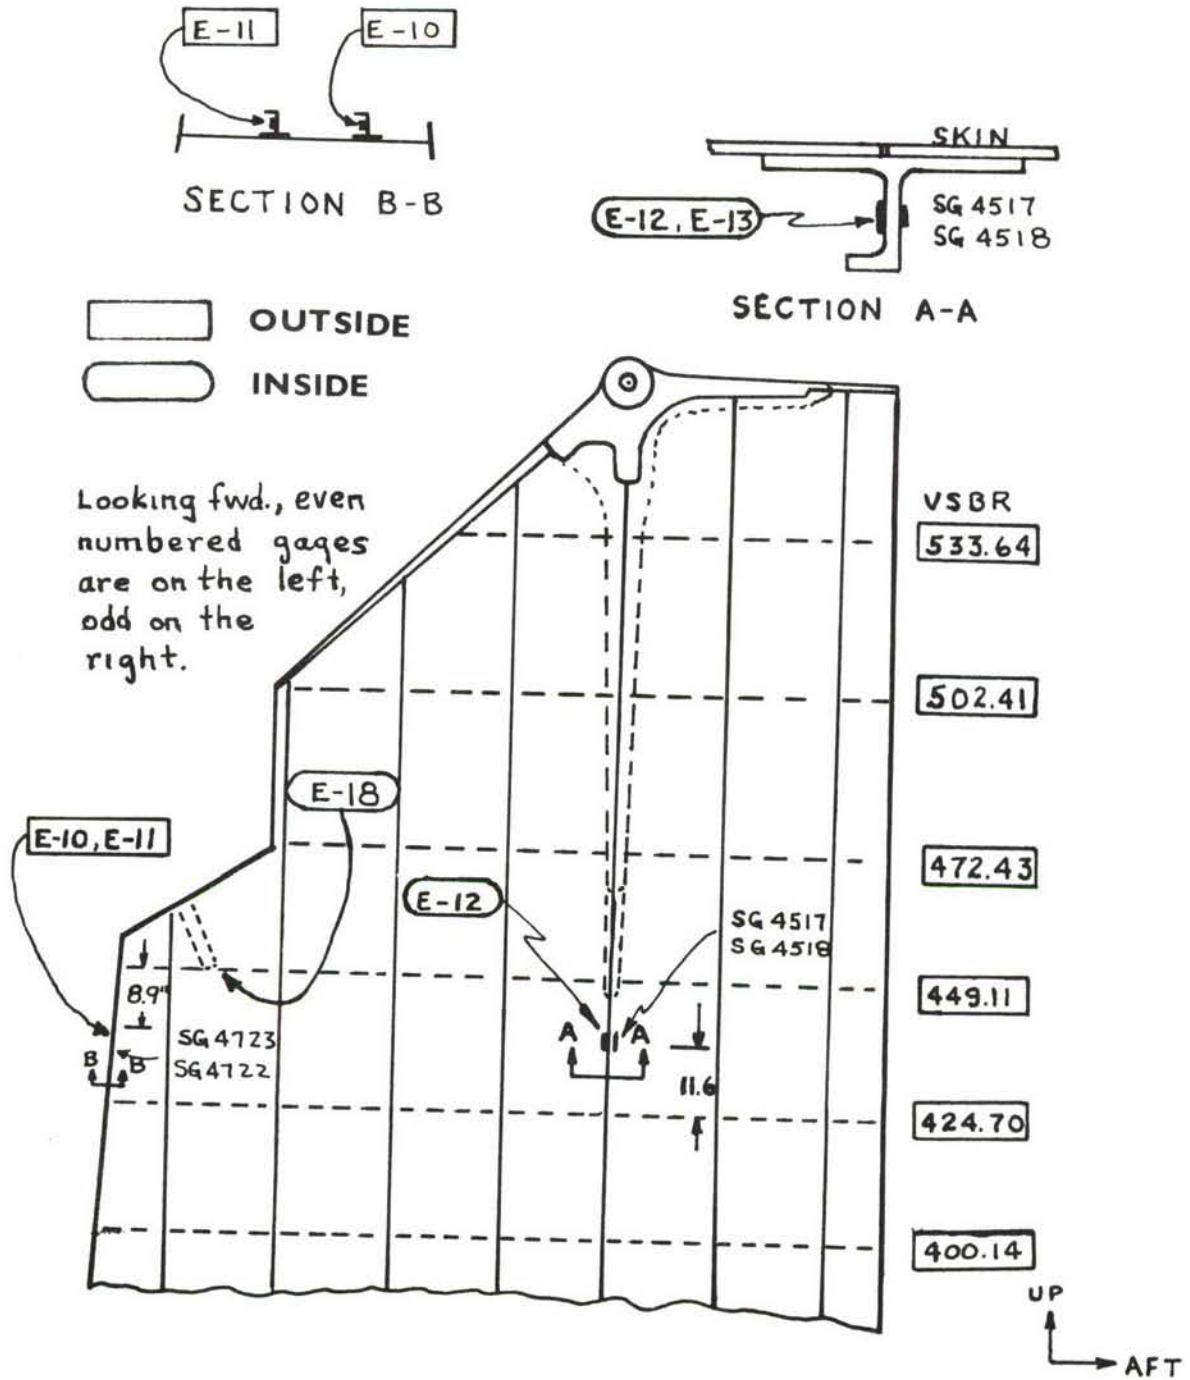 E-11
E-10
SECTION B-B
SKIN
E-12, E-13
SG 4517
SG 4518
SECTION A-A
OUTSIDE
INSIDE
Looking fwd., even
numbered gages
are on the left,
odd on the
right.
VSBR
533.64
502.41
E-18
E-10, E-11
472.43
E-12
SG 4517
SG 4518
449.11
8.9"
SG 4723
SG 4722
B B
A A
11.6
424.70
400.14
UP
AFT